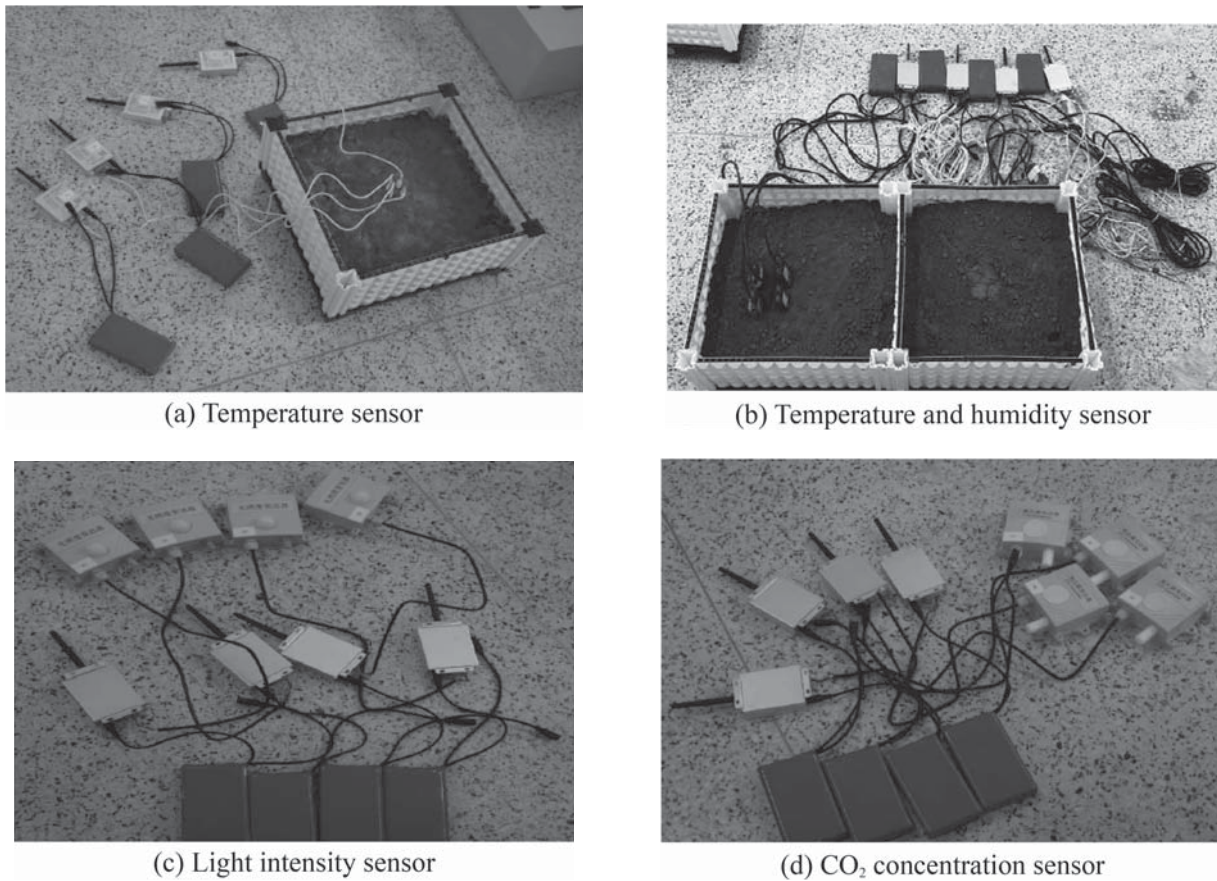 (a) Temperature sensor
(b) Temperature and humidity sensor
(c) Light intensity sensor
(d) CO₂ concentration sensor